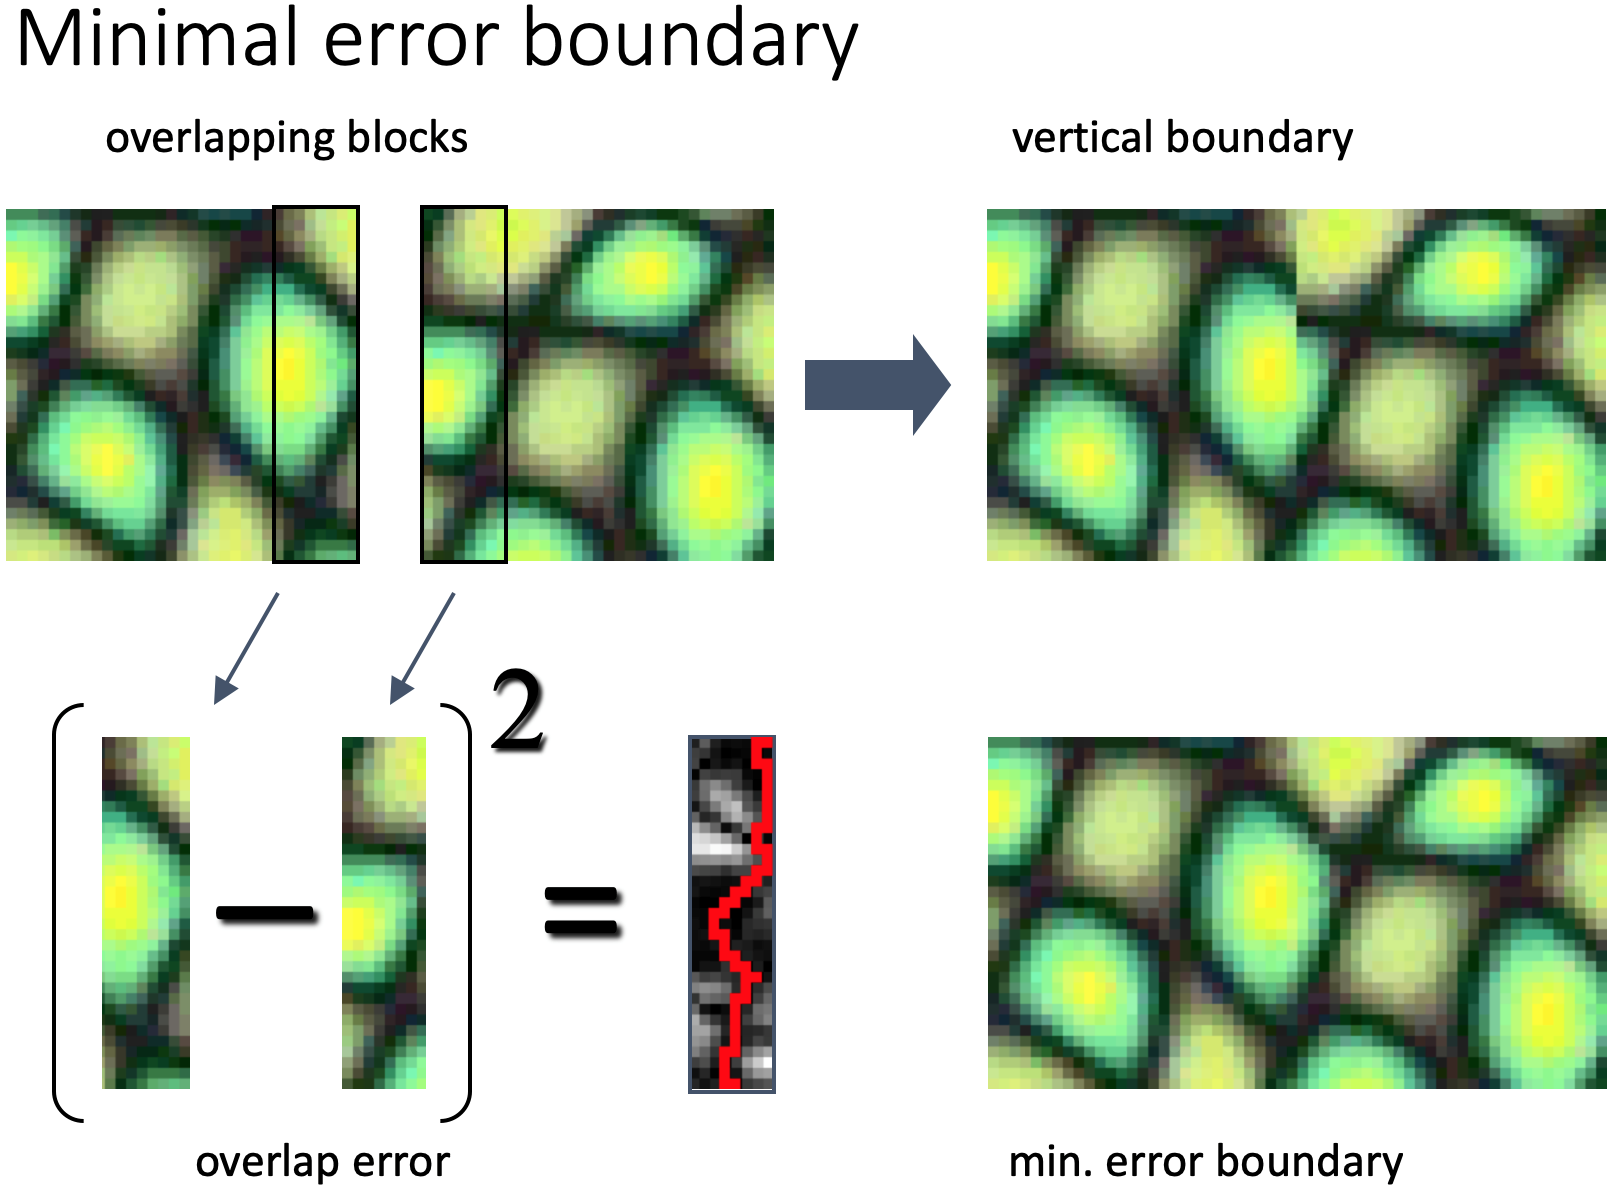 Minimal error boundary
overlapping blocks
vertical boundary
2
overlap error
min. error boundary